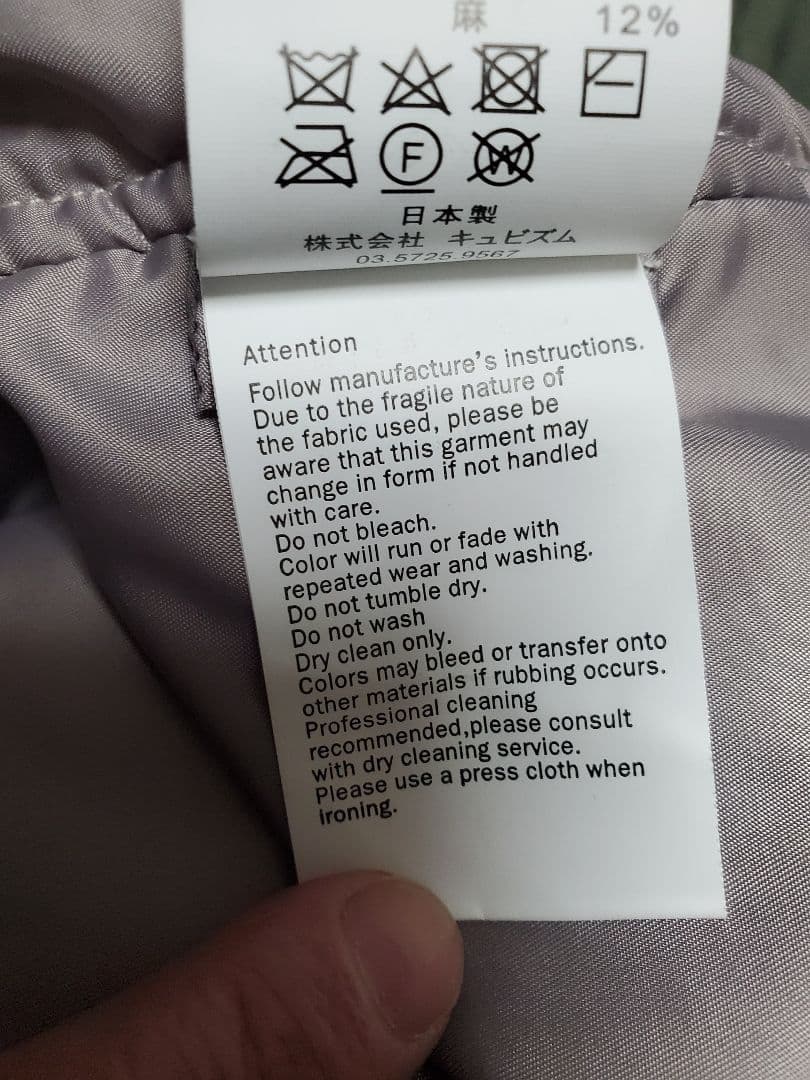 麻 12%
F W
日本製
株式会社 キュビズム
03.5725.9567
Attention
Follow manufacture's instructions.
Due to the fragile nature of
the fabric used, please be
aware that this garment may
change in form if not handled
with care.
Do not bleach.
Color will run or fade with
repeated wear and washing.
Do not tumble dry.
Do not wash
Dry clean only.
Colors may bleed or transfer onto
other materials if rubbing occurs.
Professional cleaning
recommended,please consult
with dry cleaning service.
Please use a press cloth when
ironing.